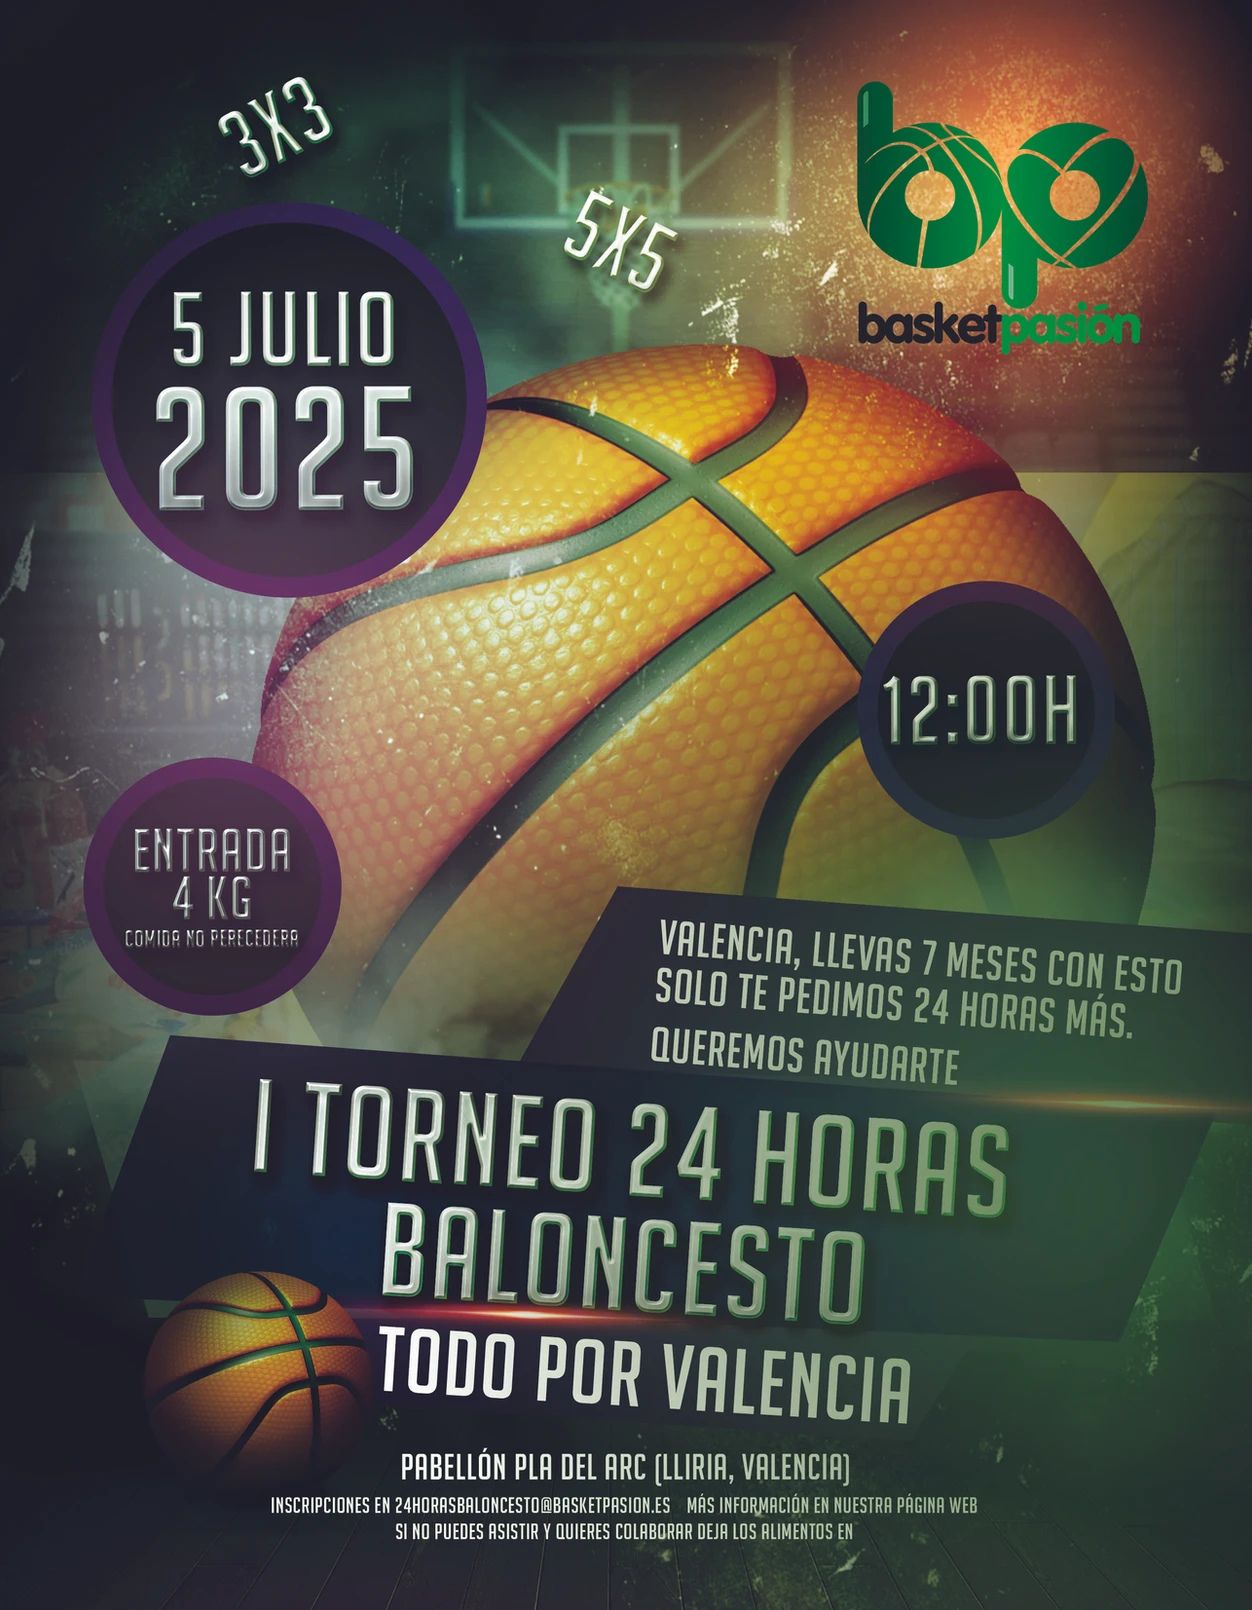 3X3
5X5
bp
basketpasión
5 JULIO
2025
12:00H
ENTRADA
4 KG
COMIDA NO PERECEDERA
VALENCIA, LLEVAS 7 MESES CON ESTO
SOLO TE PEDIMOS 24 HORAS MÁS.
QUEREMOS AYUDARTE
I TORNEO 24 HORAS
BALONCESTO
TODO POR VALENCIA
PABELLÓN PLA DEL ARC (LLIRIA, VALENCIA)
INSCRIPCIONES EN 24HORASBALONCESTO@BASKETPASION.ES MÁS INFORMACIÓN EN NUESTRA PÁGINA WEB
SI NO PUEDES ASISTIR Y QUIERES COLABORAR DEJA LOS ALIMENTOS EN